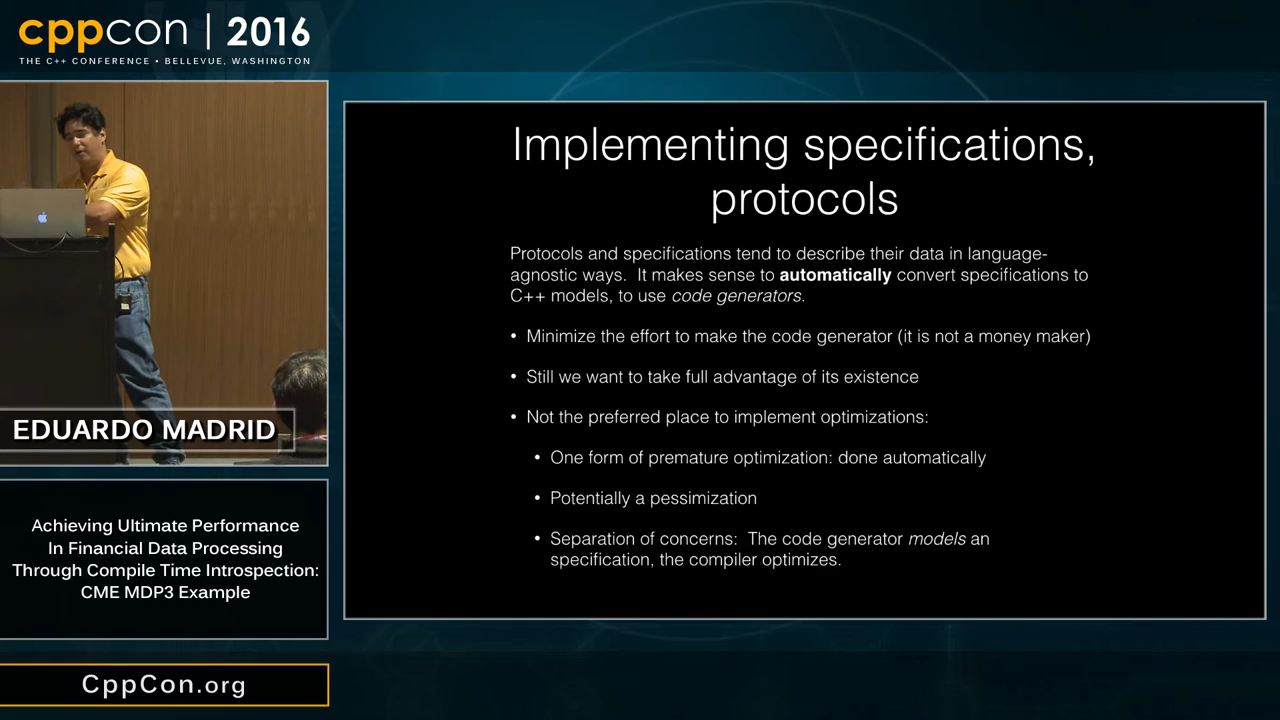 cppcon | 2016
THE C++ CONFERENCE • BELLEVUE, WASHINGTON
EDUARDO MADRID
Achieving Ultimate Performance
In Financial Data Processing
Through Compile Time Introspection:
CME MDP3 Example
CppCon.org
Implementing specifications,
protocols
Protocols and specifications tend to describe their data in language-
agnostic ways. It makes sense to automatically convert specifications to
C++ models, to use code generators.
• Minimize the effort to make the code generator (it is not a money maker)
• Still we want to take full advantage of its existence
• Not the preferred place to implement optimizations:
• One form of premature optimization: done automatically
• Potentially a pessimization
• Separation of concerns: The code generator models an
specification, the compiler optimizes.